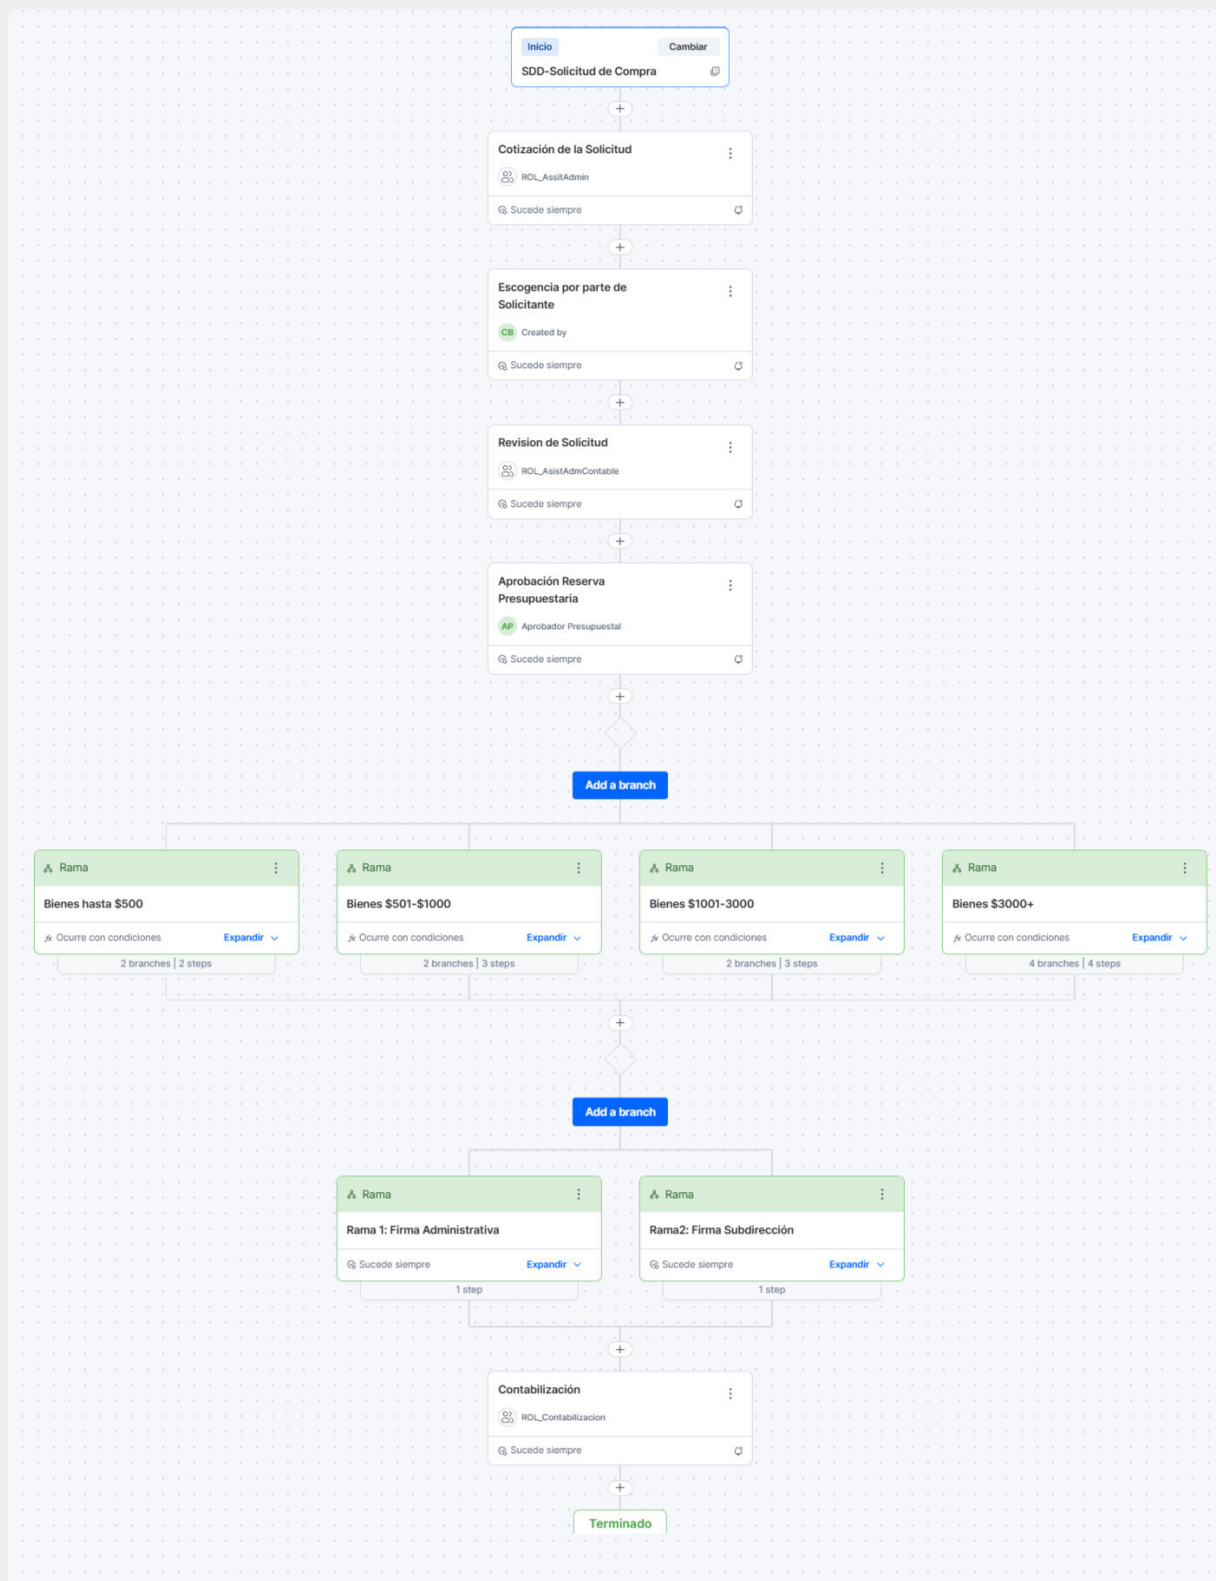 Inicio Cambiar
SDD-Solicitud de Compra
Cotización de la Solicitud
ROL_AssitAdmin
Sucede siempre
Escogencia por parte de
Solicitante
CB Created by
Sucede siempre
Revision de Solicitud
ROL_AsistAdmContable
Sucede siempre
Aprobación Reserva
Presupuestaria
AP Aprobador Presupuestal
Sucede siempre
Add a branch
Rama
Bienes hasta $500
fx Ocurre con condiciones Expandir
2 branches | 2 steps
Rama
Bienes $501-$1000
fx Ocurre con condiciones Expandir
2 branches | 3 steps
Rama
Bienes $1001-3000
fx Ocurre con condiciones Expandir
2 branches | 3 steps
Rama
Bienes $3000+
fx Ocurre con condiciones Expandir
4 branches | 4 steps
Add a branch
Rama
Rama 1: Firma Administrativa
Sucede siempre Expandir
1 step
Rama
Rama2: Firma Subdirección
Sucede siempre Expandir
1 step
Contabilización
ROL_Contabilizacion
Sucede siempre
Terminado